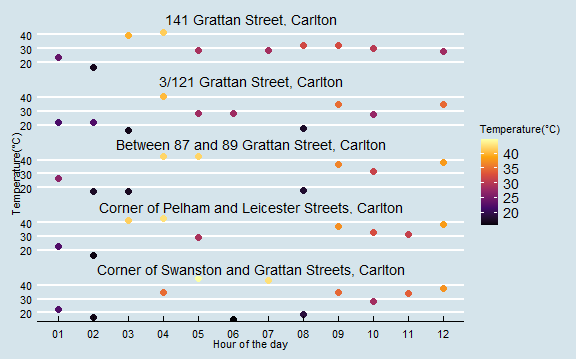 141 Grattan Street, Carlton
40
30
20
3/121 Grattan Street, Carlton
40
30
20
Between 87 and 89 Grattan Street, Carlton
40
30
20
Corner of Pelham and Leicester Streets, Carlton
40
30
20
Corner of Swanston and Grattan Streets, Carlton
40
30
20
01 02 03 04 05 06 07 08 09 10 11 12
Hour of the day
Temperature(°C)
Temperature(°C)
40
35
30
25
20